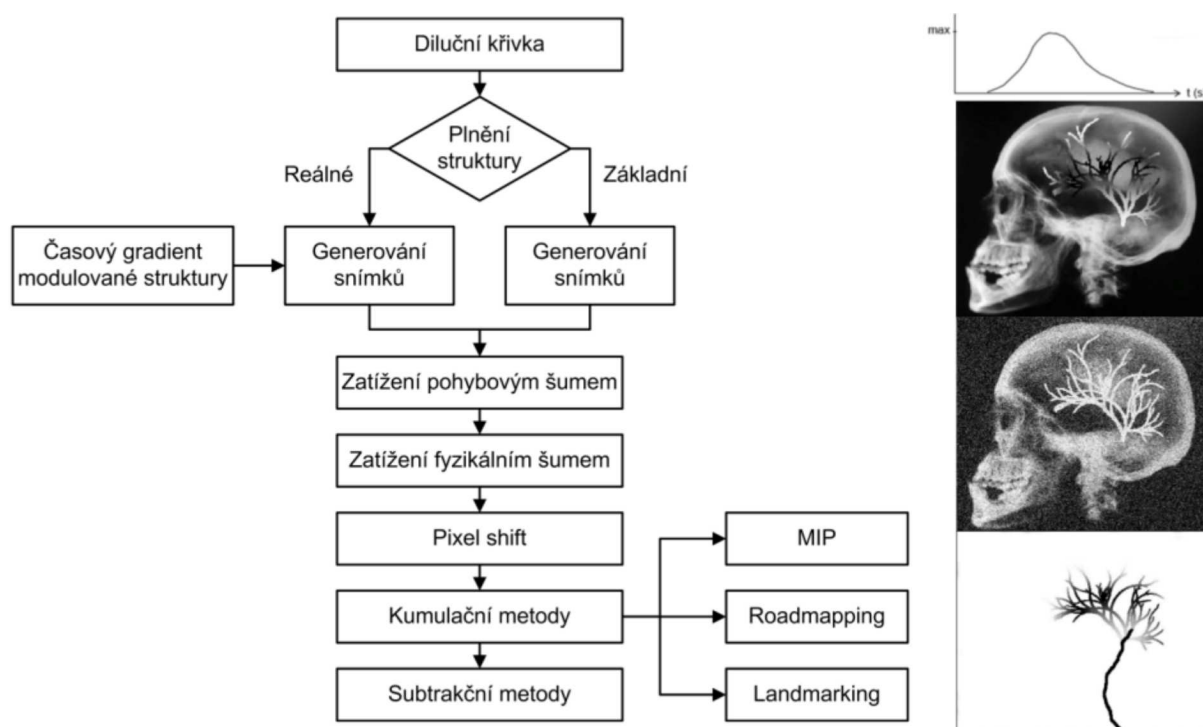 Diluční křivka
Plnění
struktury
Reálné
Základní
Časový gradient
modulované struktury
Generování
snímků
Generování
snímků
Zatížení pohybovým šumem
Zatížení fyzikálním šumem
Pixel shift
Kumulační metody
Subtrakční metody
MIP
Roadmapping
Landmarking
max
t (s